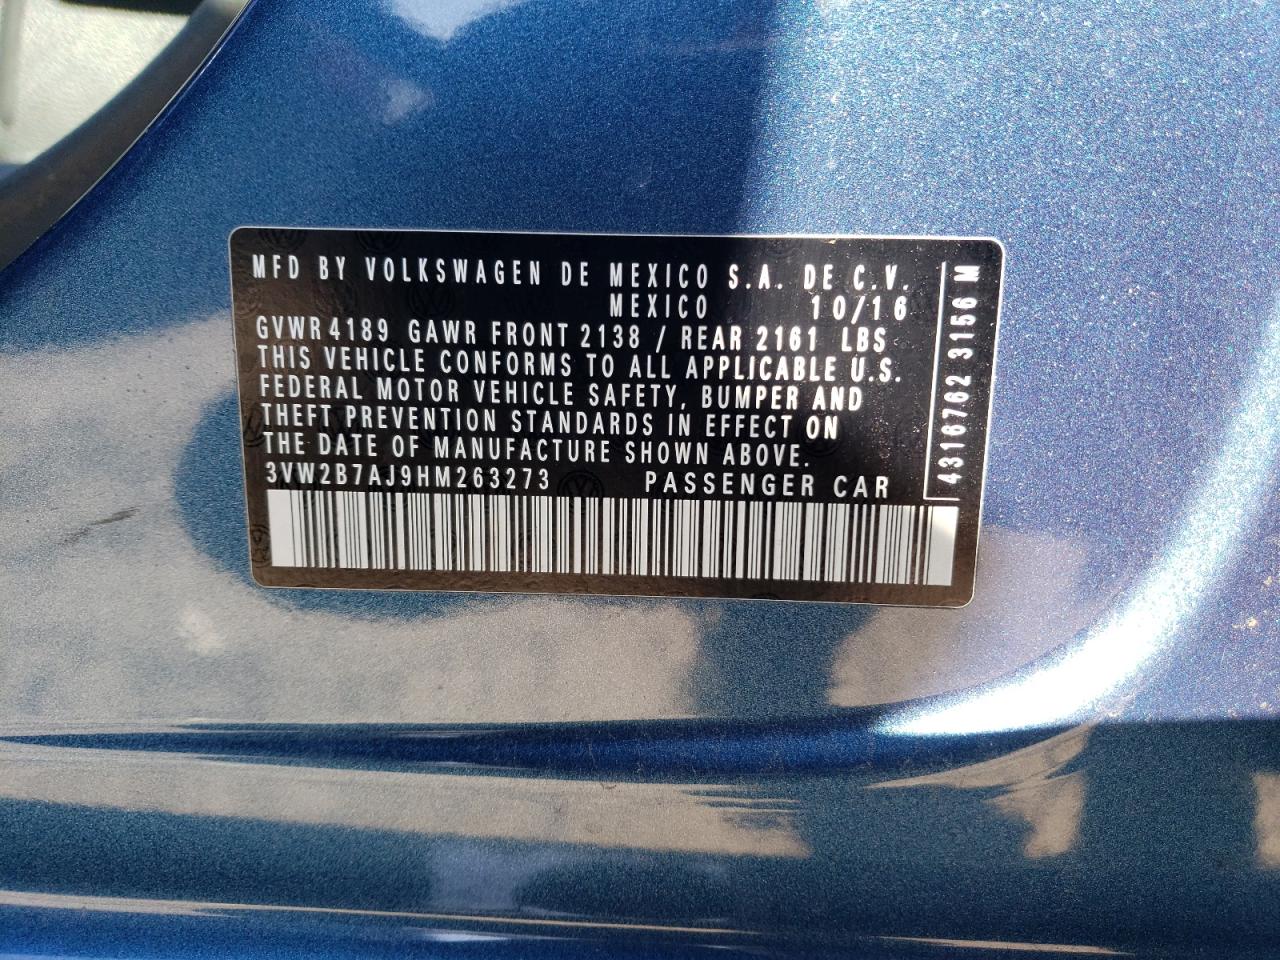 MFD BY VOLKSWAGEN DE MEXICO S.A. DE C.V.
MEXICO 10/16
GVWR 4189 GAWR FRONT 2138 / REAR 2161 LBS
THIS VEHICLE CONFORMS TO ALL APPLICABLE U.S.
FEDERAL MOTOR VEHICLE SAFETY, BUMPER AND
THEFT PREVENTION STANDARDS IN EFFECT ON
THE DATE OF MANUFACTURE SHOWN ABOVE.
3VW2B7AJ9HM263273 PASSENGER CAR
4316762 3156 M